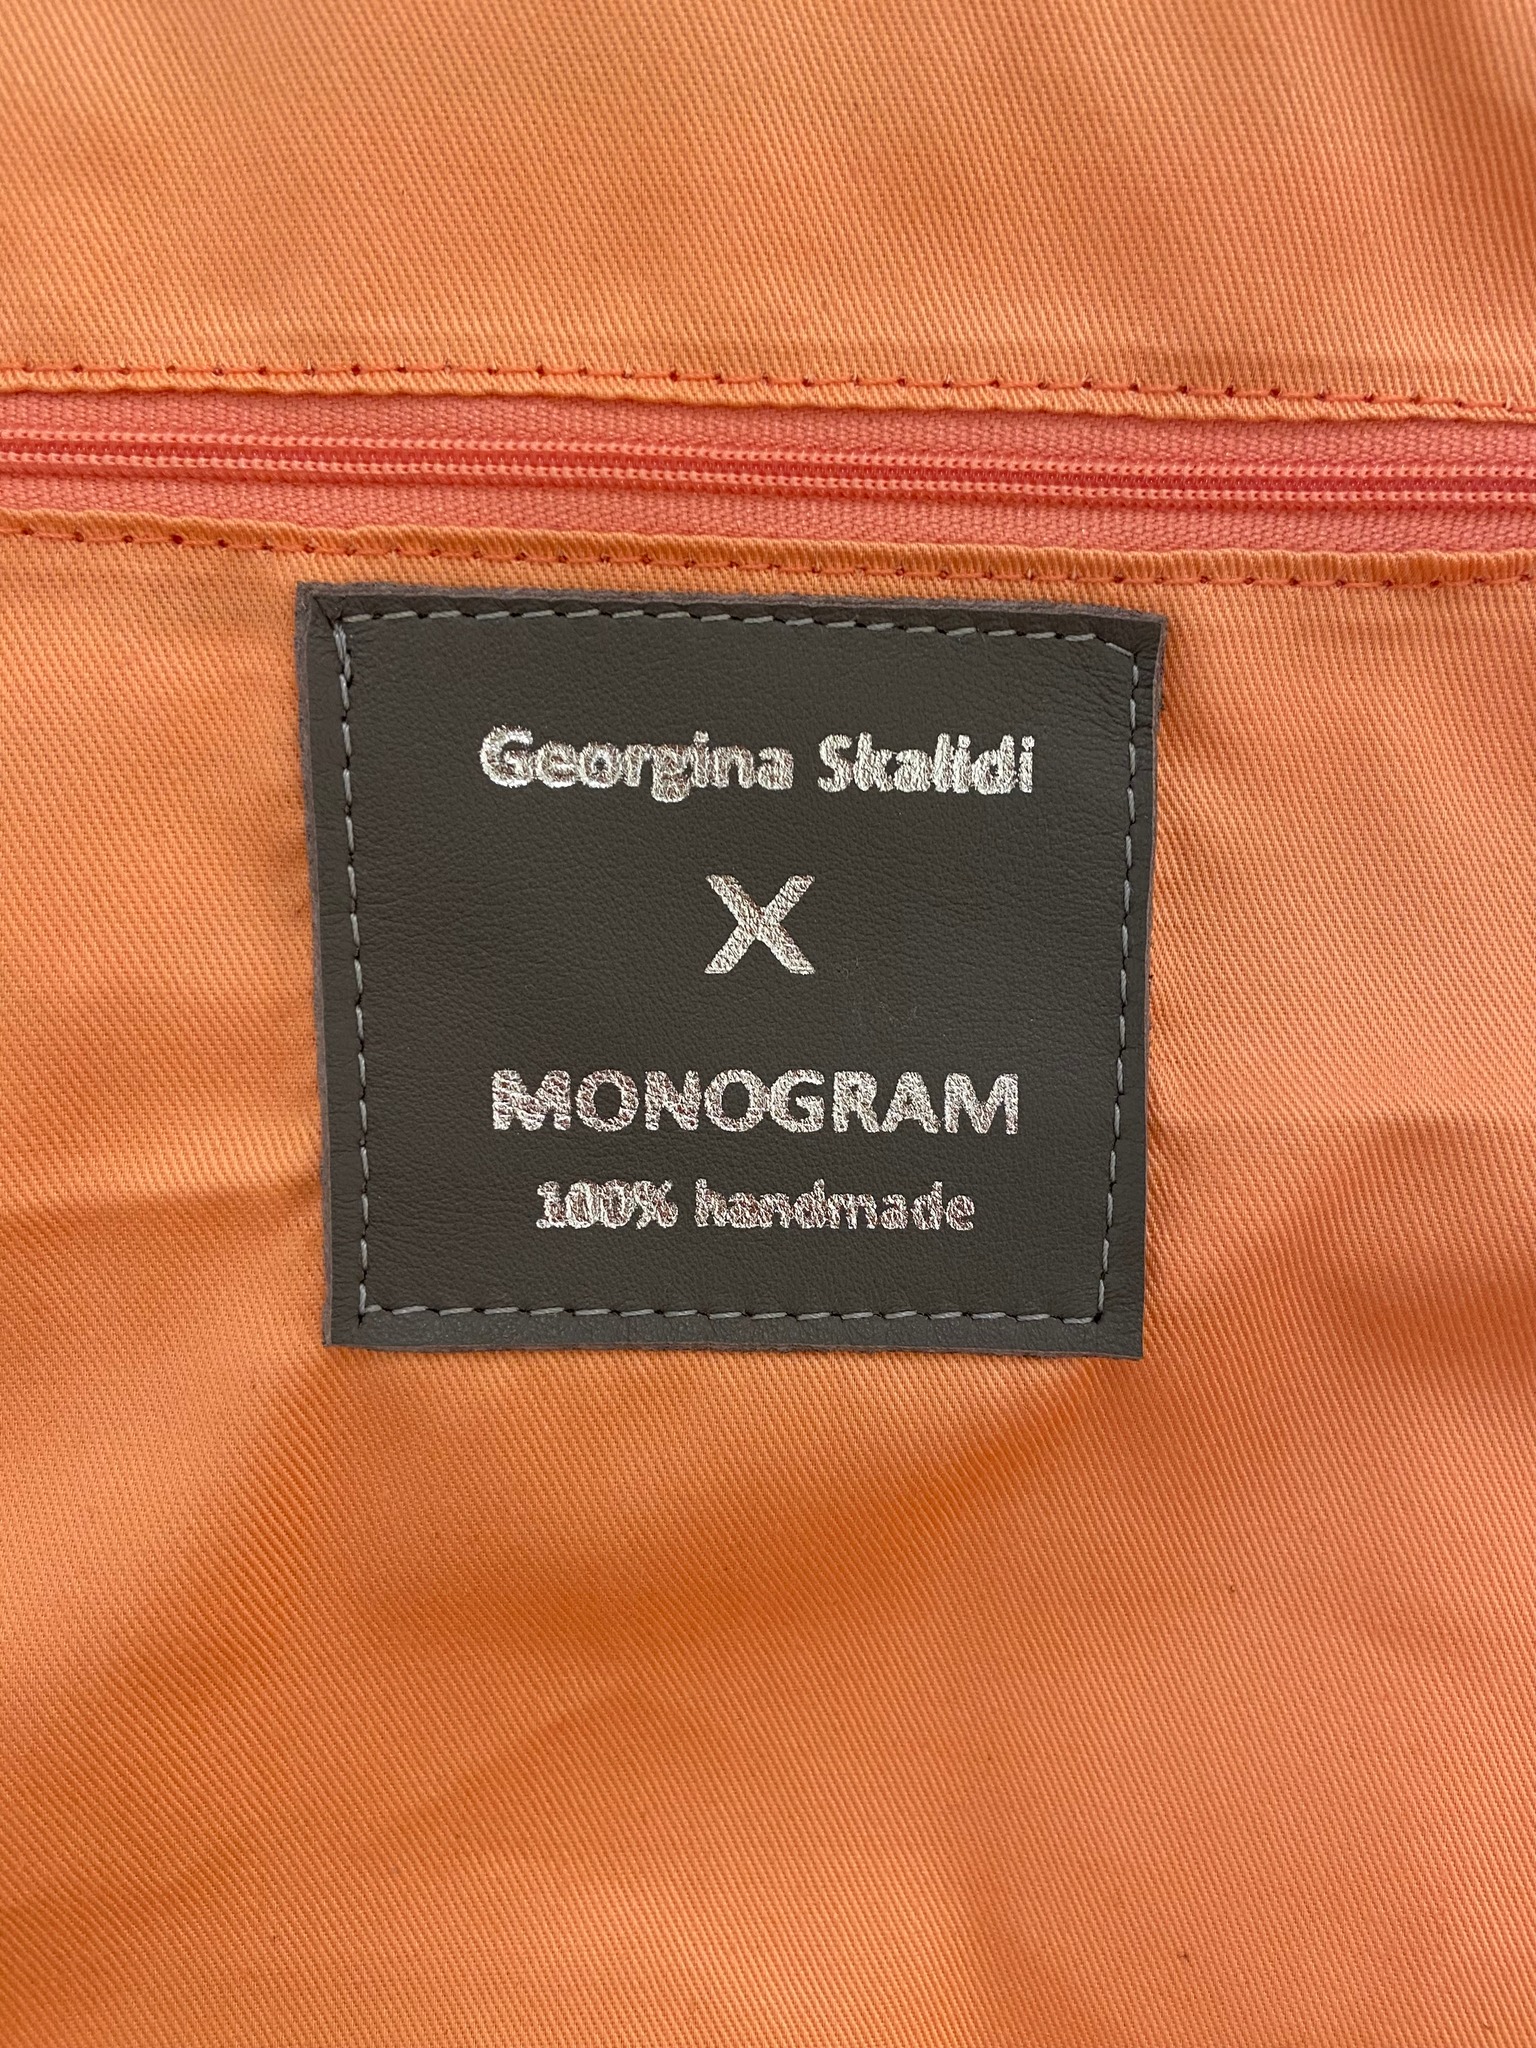 Georgina Skalidi
X
MONOGRAM
100% handmade